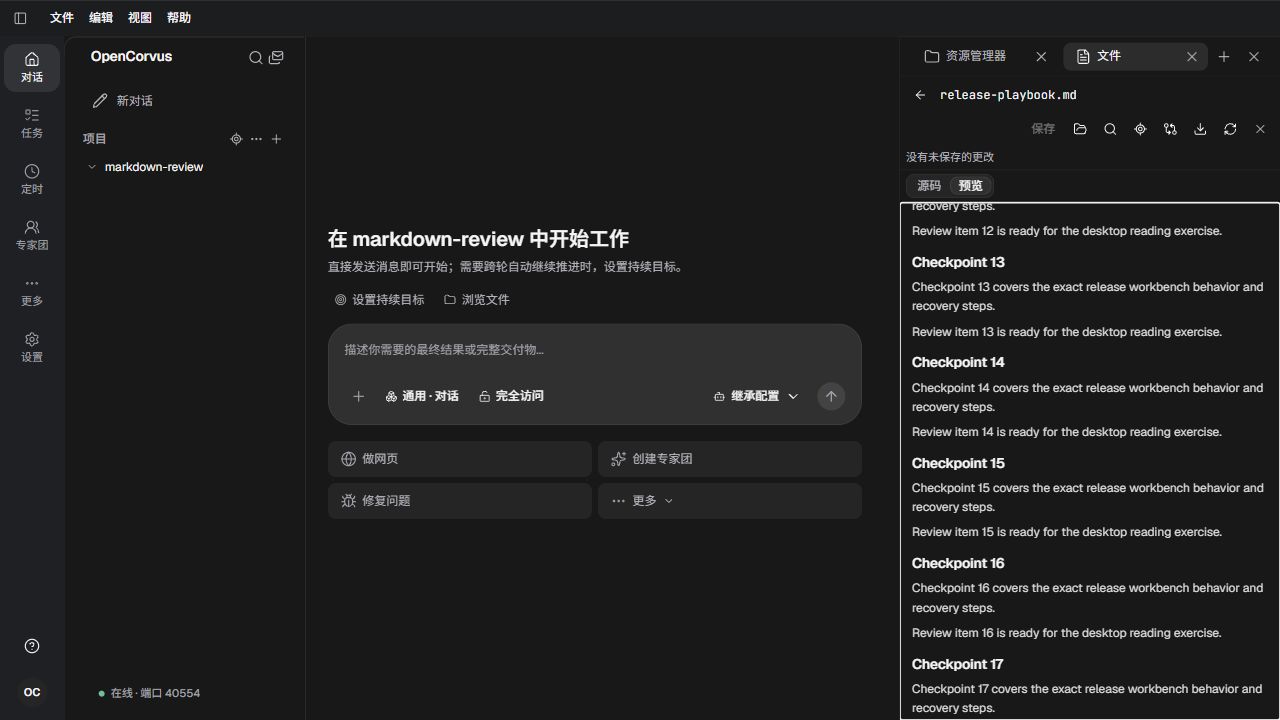 文件 编辑 视图 帮助
对话
任务
定时
专家团
更多
设置
OC
OpenCorvus
新对话
项目
markdown-review
在线 · 端口 40554
在 markdown-review 中开始工作
直接发送消息即可开始；需要跨轮自动继续推进时，设置持续目标。
设置持续目标 浏览文件
描述你需要的最终结果或完整交付物...
通用 · 对话 完全访问 继承配置
做网页 创建专家团
修复问题 更多
资源管理器 文件
release-playbook.md
保存
没有未保存的更改
源码 预览
recovery steps.
Review item 12 is ready for the desktop reading exercise.
Checkpoint 13
Checkpoint 13 covers the exact release workbench behavior and
recovery steps.
Review item 13 is ready for the desktop reading exercise.
Checkpoint 14
Checkpoint 14 covers the exact release workbench behavior and
recovery steps.
Review item 14 is ready for the desktop reading exercise.
Checkpoint 15
Checkpoint 15 covers the exact release workbench behavior and
recovery steps.
Review item 15 is ready for the desktop reading exercise.
Checkpoint 16
Checkpoint 16 covers the exact release workbench behavior and
recovery steps.
Review item 16 is ready for the desktop reading exercise.
Checkpoint 17
Checkpoint 17 covers the exact release workbench behavior and
recovery steps.